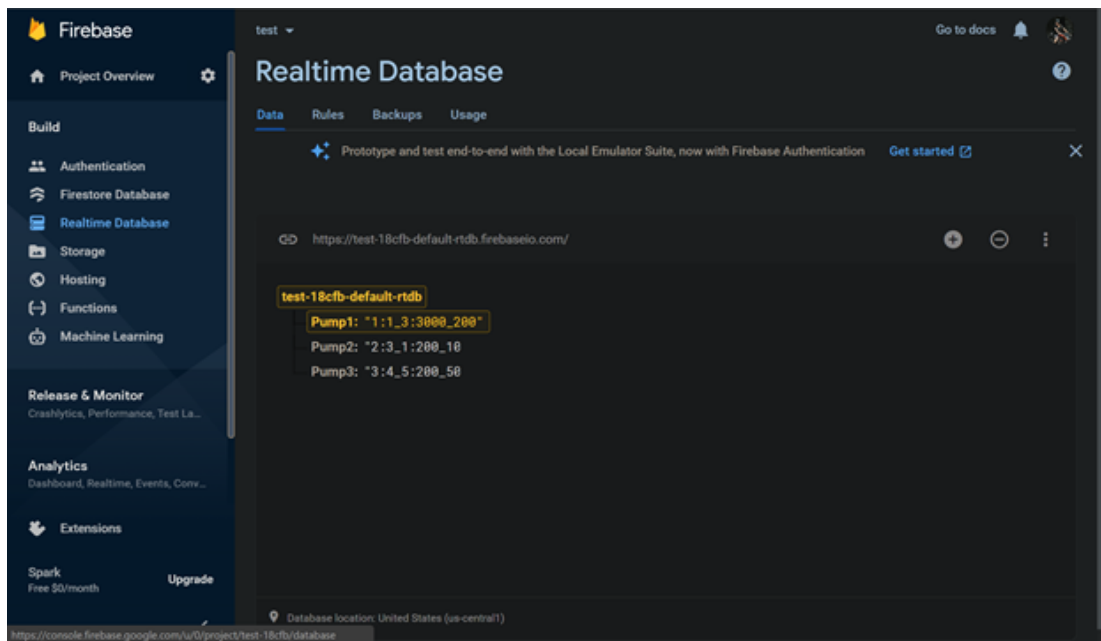 Firebase
Project Overview
Build
Authentication
Firestore Database
Realtime Database
Storage
Hosting
Functions
Machine Learning
Release & Monitor
Crashlytics, Performance, Test La...
Analytics
Dashboard, Realtime, Events, Conv...
Extensions
Spark
Free $0/month
Upgrade
https://console.firebase.google.com/u/0/project/test-18cfb/database
test
Go to docs
Realtime Database
Data Rules Backups Usage
Prototype and test end-to-end with the Local Emulator Suite, now with Firebase Authentication Get started
https://test-18cfb-default-rtdb.firebaseio.com/
test-18cfb-default-rtdb
Pump1: "1:1_3:3000_200"
Pump2: "2:3_1:200_10
Pump3: "3:4_5:200_50
Database location: United States (us-central1)